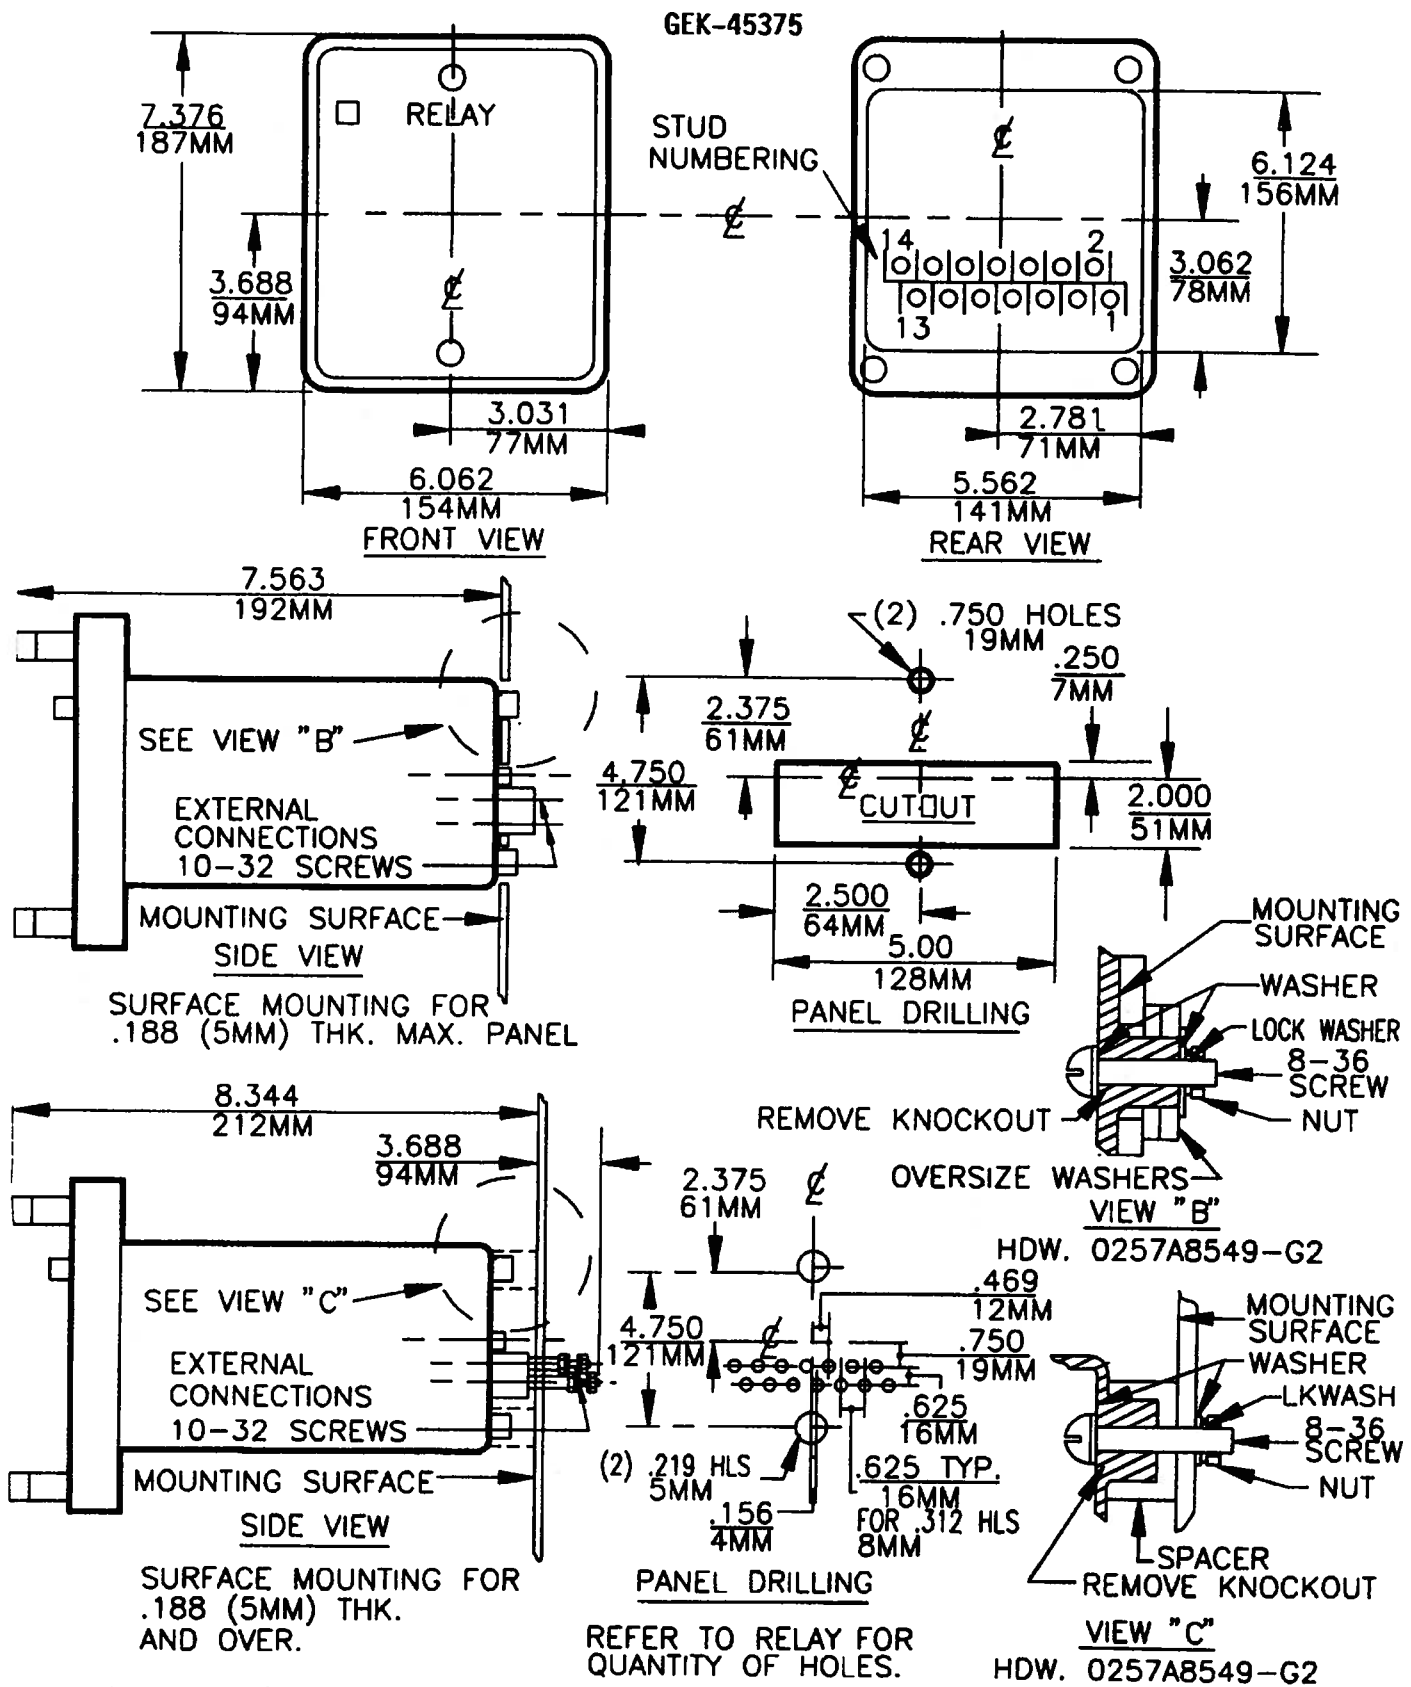 GEK-45375
7.376
187MM
RELAY
3.688
94MM
℄
3.031
77MM
6.062
154MM
FRONT VIEW
℄
STUD
NUMBERING
℄
14
2
13
1
6.124
156MM
3.062
78MM
2.781
71MM
5.562
141MM
REAR VIEW
7.563
192MM
SEE VIEW "B"
EXTERNAL
CONNECTIONS
10-32 SCREWS
MOUNTING SURFACE
SIDE VIEW
SURFACE MOUNTING FOR
.188 (5MM) THK. MAX. PANEL
(2) .750 HOLES
19MM
.250
7MM
2.375
61MM
℄
4.750
121MM
℄
CUTOUT
2.000
51MM
2.500
64MM
5.00
128MM
PANEL DRILLING
MOUNTING
SURFACE
WASHER
LOCK WASHER
8-36
SCREW
REMOVE KNOCKOUT
NUT
OVERSIZE WASHERS
VIEW "B"
HDW. 0257A8549-G2
8.344
212MM
3.688
94MM
SEE VIEW "C"
EXTERNAL
CONNECTIONS
10-32 SCREWS
MOUNTING SURFACE
SIDE VIEW
SURFACE MOUNTING FOR
.188 (5MM) THK.
AND OVER.
2.375
61MM
℄
.469
12MM
4.750
121MM
℄
.750
19MM
.625
16MM
(2) .219 HLS
5MM
.625 TYP.
16MM
FOR .312 HLS
8MM
.156
4MM
PANEL DRILLING
REFER TO RELAY FOR
QUANTITY OF HOLES.
MOUNTING
SURFACE
WASHER
LKWASH
8-36
SCREW
NUT
SPACER
REMOVE KNOCKOUT
VIEW "C"
HDW. 0257A8549-G2